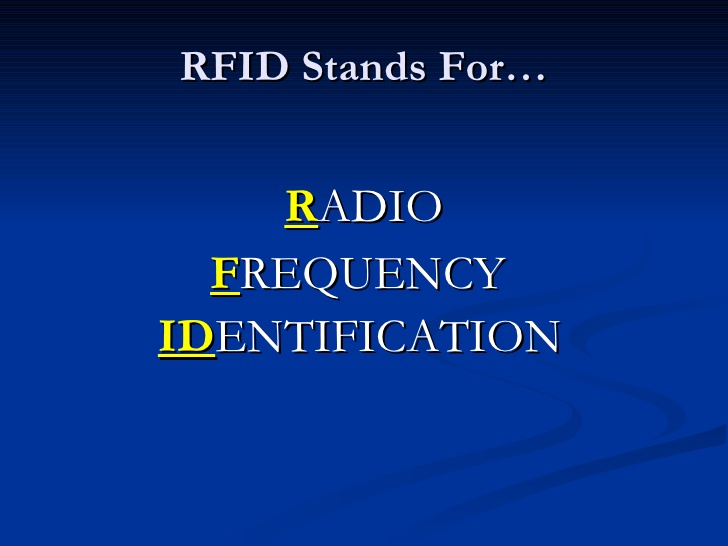 RFID Stands For…
RADIO
FREQUENCY
IDENTIFICATION